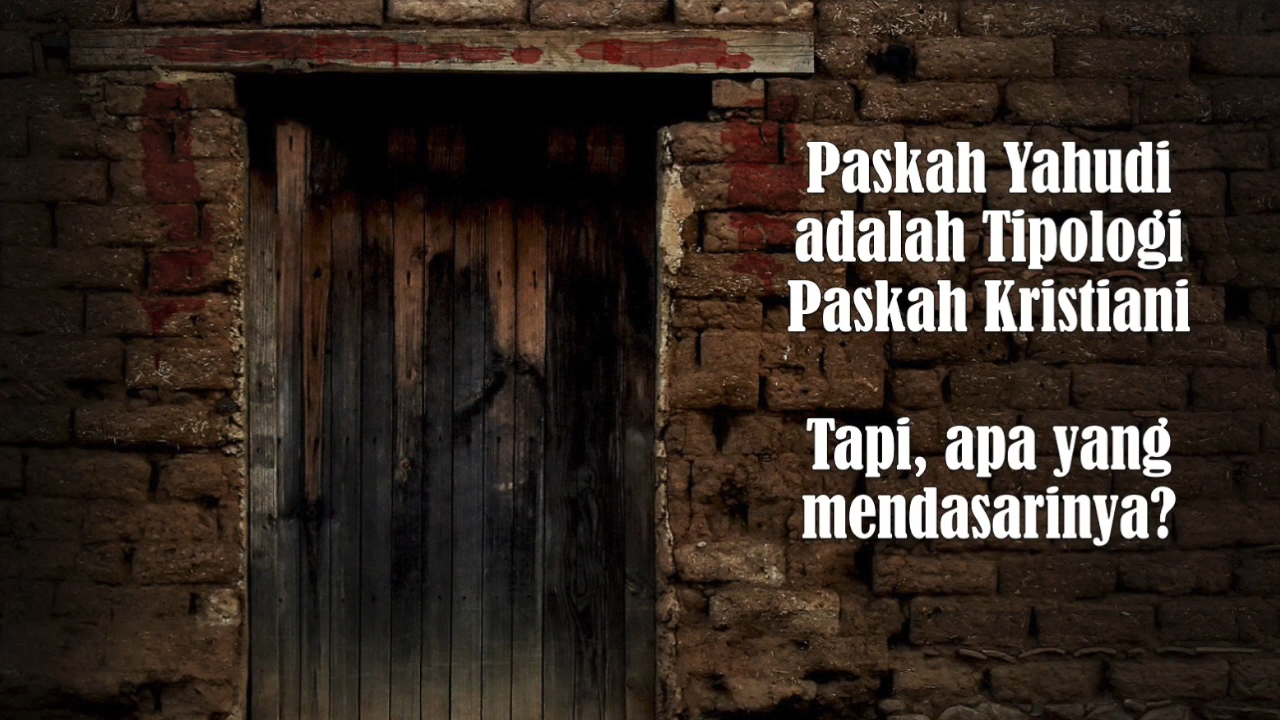 Paskah Yahudi
adalah Tipologi
Paskah Kristiani
Tapi, apa yang
mendasarinya?